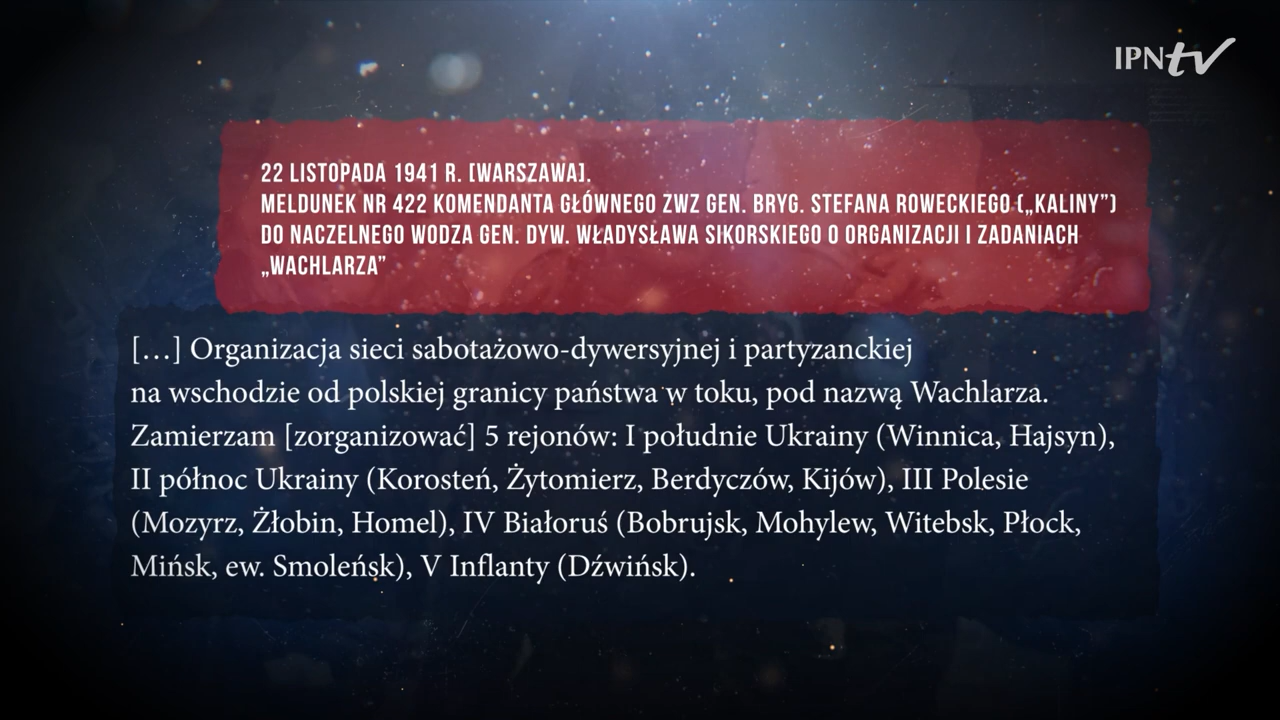 IPNtv
22 LISTOPADA 1941 R. [WARSZAWA].
MELDUNEK NR 422 KOMENDANTA GŁÓWNEGO ZWZ GEN. BRYG. STEFANA ROWECKIEGO („KALINY”)
DO NACZELNEGO WODZA GEN. DYW. WŁADYSŁAWA SIKORSKIEGO O ORGANIZACJI I ZADANIACH
„WACHLARZA”
[…] Organizacja sieci sabotażowo-dywersyjnej i partyzanckiej
na wschodzie od polskiej granicy państwa w toku, pod nazwą Wachlarza.
Zamierzam [zorganizować] 5 rejonów: I południe Ukrainy (Winnica, Hajsyn),
II północ Ukrainy (Korosteń, Żytomierz, Berdyczów, Kijów), III Polesie
(Mozyrz, Żłobin, Homel), IV Białoruś (Bobrujsk, Mohylew, Witebsk, Płock,
Mińsk, ew. Smoleńsk), V Inflanty (Dźwińsk).